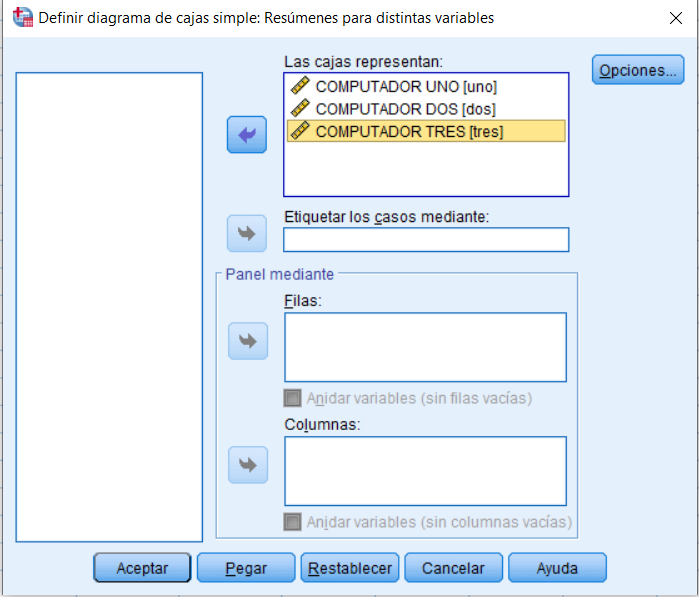 Definir diagrama de cajas simple: Resúmenes para distintas variables
Las cajas representan:
Opciones...
COMPUTADOR UNO [uno]
COMPUTADOR DOS [dos]
COMPUTADOR TRES [tres]
Etiquetar los casos mediante:
Panel mediante
Filas:
Anidar variables (sin filas vacías)
Columnas:
Anidar variables (sin columnas vacías)
Aceptar Pegar Restablecer Cancelar Ayuda